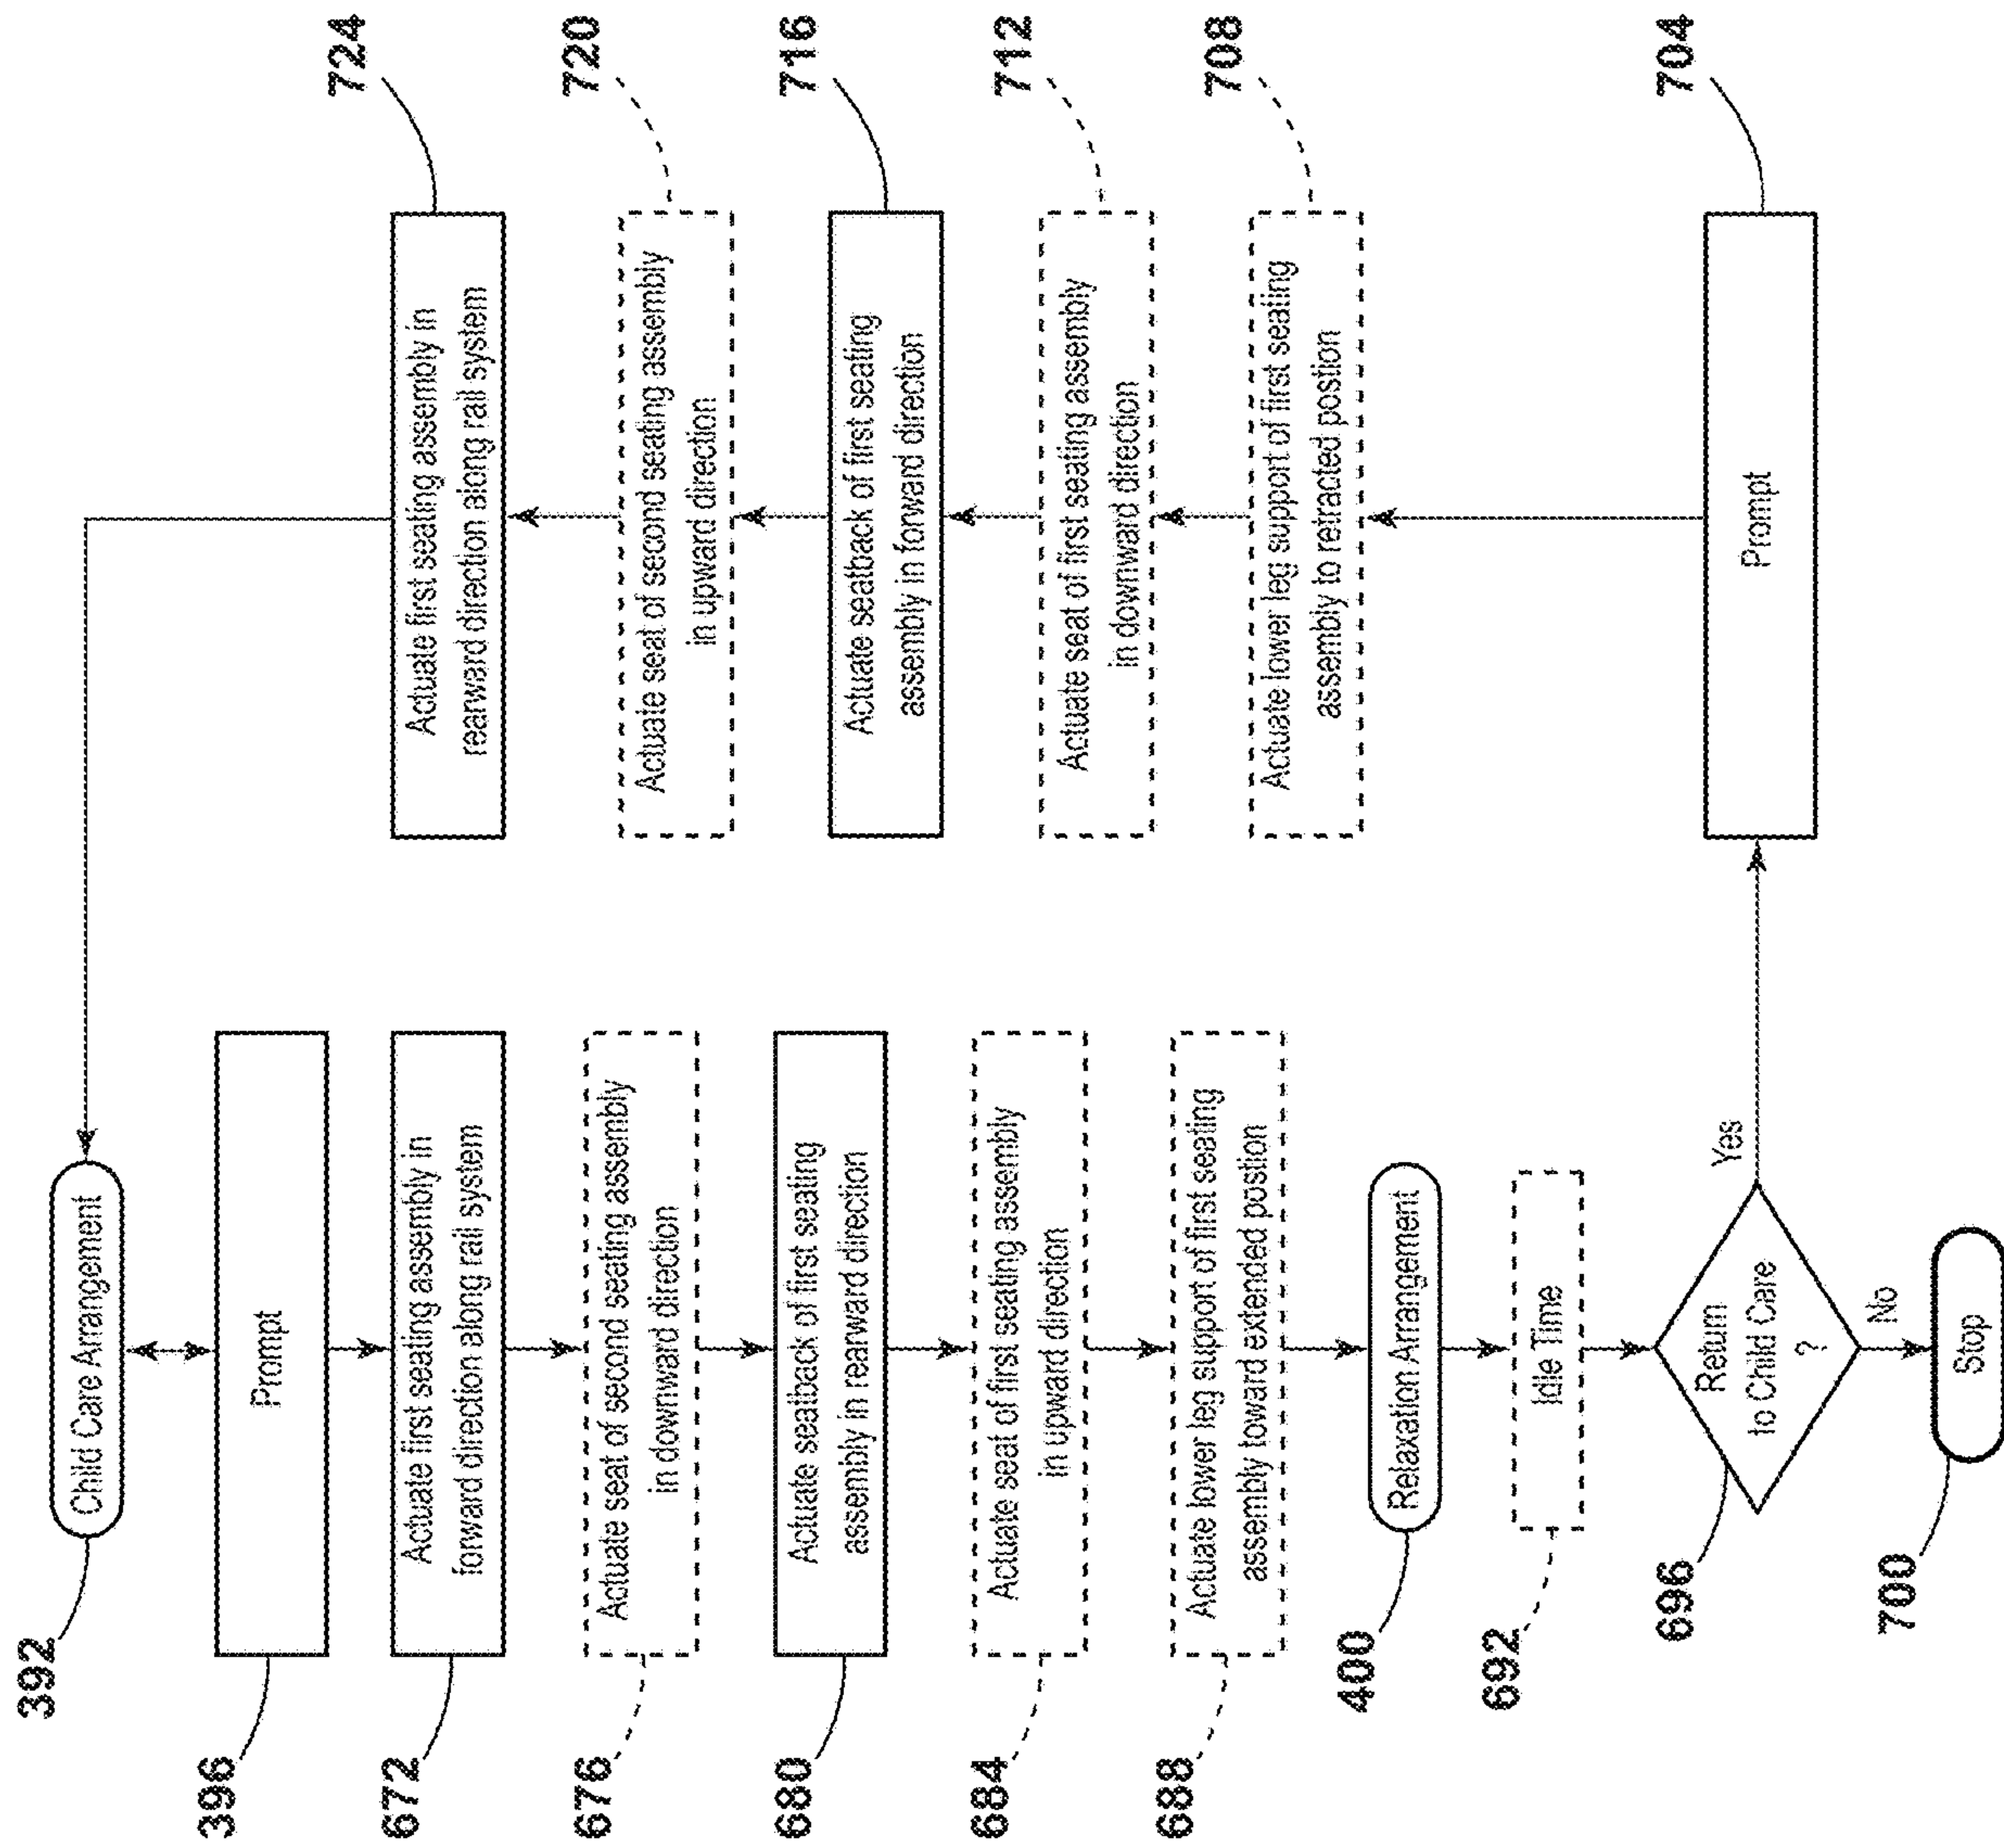 392
Child Care Arrangement
396
Prompt
672
Actuate first seating assembly in
forward direction along rail system
676
Actuate seat of second seating assembly
in downward direction
680
Actuate seatback of first seating
assembly in rearward direction
684
Actuate seat of first seating assembly
in upward direction
688
Actuate lower leg support of first seating
assembly toward extended postion
400
Relaxation Arrangement
692
Idle Time
696
Return
to Child Care
?
Yes
No
700
Stop
724
Actuate first seating assembly in
rearward direction along rail system
720
Actuate seat of second seating assembly
in upward direction
716
Actuate seatback of first seating
assembly in forward direction
712
Actuate seat of first seating assembly
in downward direction
708
Actuate lower leg support of first seating
assembly to retracted postion
704
Prompt